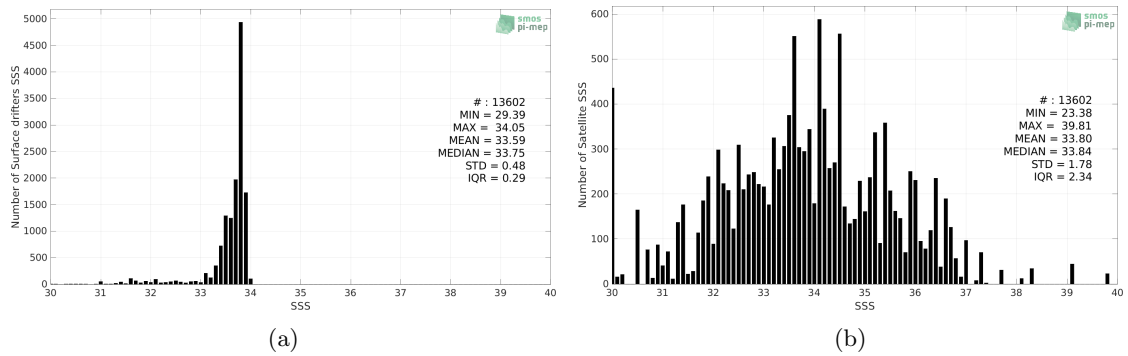 5000
4500
4000
3500
3000
2500
2000
1500
1000
500
0
Number of Surface drifters SSS
smos
pi-mep
# : 13602
MIN = 29.39
MAX = 34.05
MEAN = 33.59
MEDIAN = 33.75
STD = 0.48
IQR = 0.29
30 31 32 33 34 35 36 37 38 39 40
SSS
(a)
600
500
400
300
200
100
0
Number of Satellite SSS
smos
pi-mep
# : 13602
MIN = 23.38
MAX = 39.81
MEAN = 33.80
MEDIAN = 33.84
STD = 1.78
IQR = 2.34
30 31 32 33 34 35 36 37 38 39 40
SSS
(b)